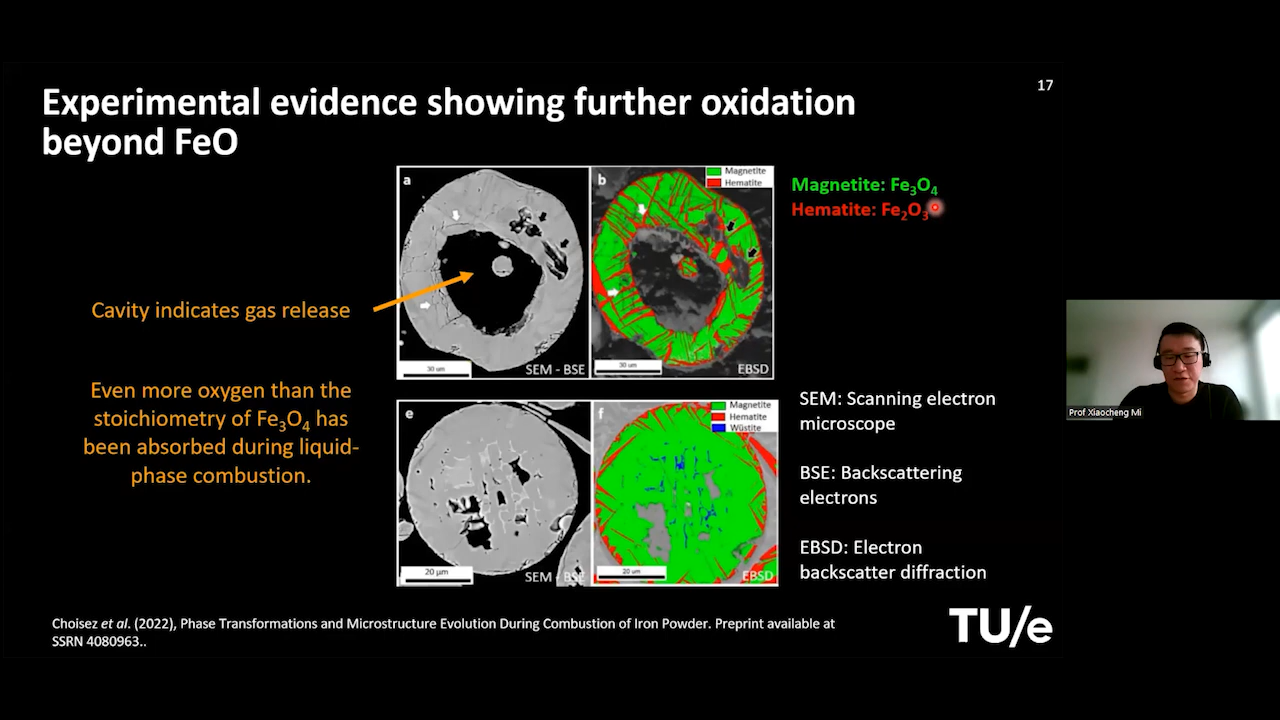 Experimental evidence showing further oxidation
beyond FeO
17
a
b
Magnetite
Hematite
30 um
SEM - BSE
30 um
EBSD
Magnetite: Fe₃O₄
Hematite: Fe₂O₃
Cavity indicates gas release
Even more oxygen than the
stoichiometry of Fe₃O₄ has
been absorbed during liquid-
phase combustion.
e
f
Magnetite
Hematite
Wüstite
20 µm
SEM - BSE
20 um
EBSD
SEM: Scanning electron
microscope
BSE: Backscattering
electrons
EBSD: Electron
backscatter diffraction
Choisez et al. (2022), Phase Transformations and Microstructure Evolution During Combustion of Iron Powder. Preprint available at
SSRN 4080963..
TU/e
Prof Xiaocheng Mi